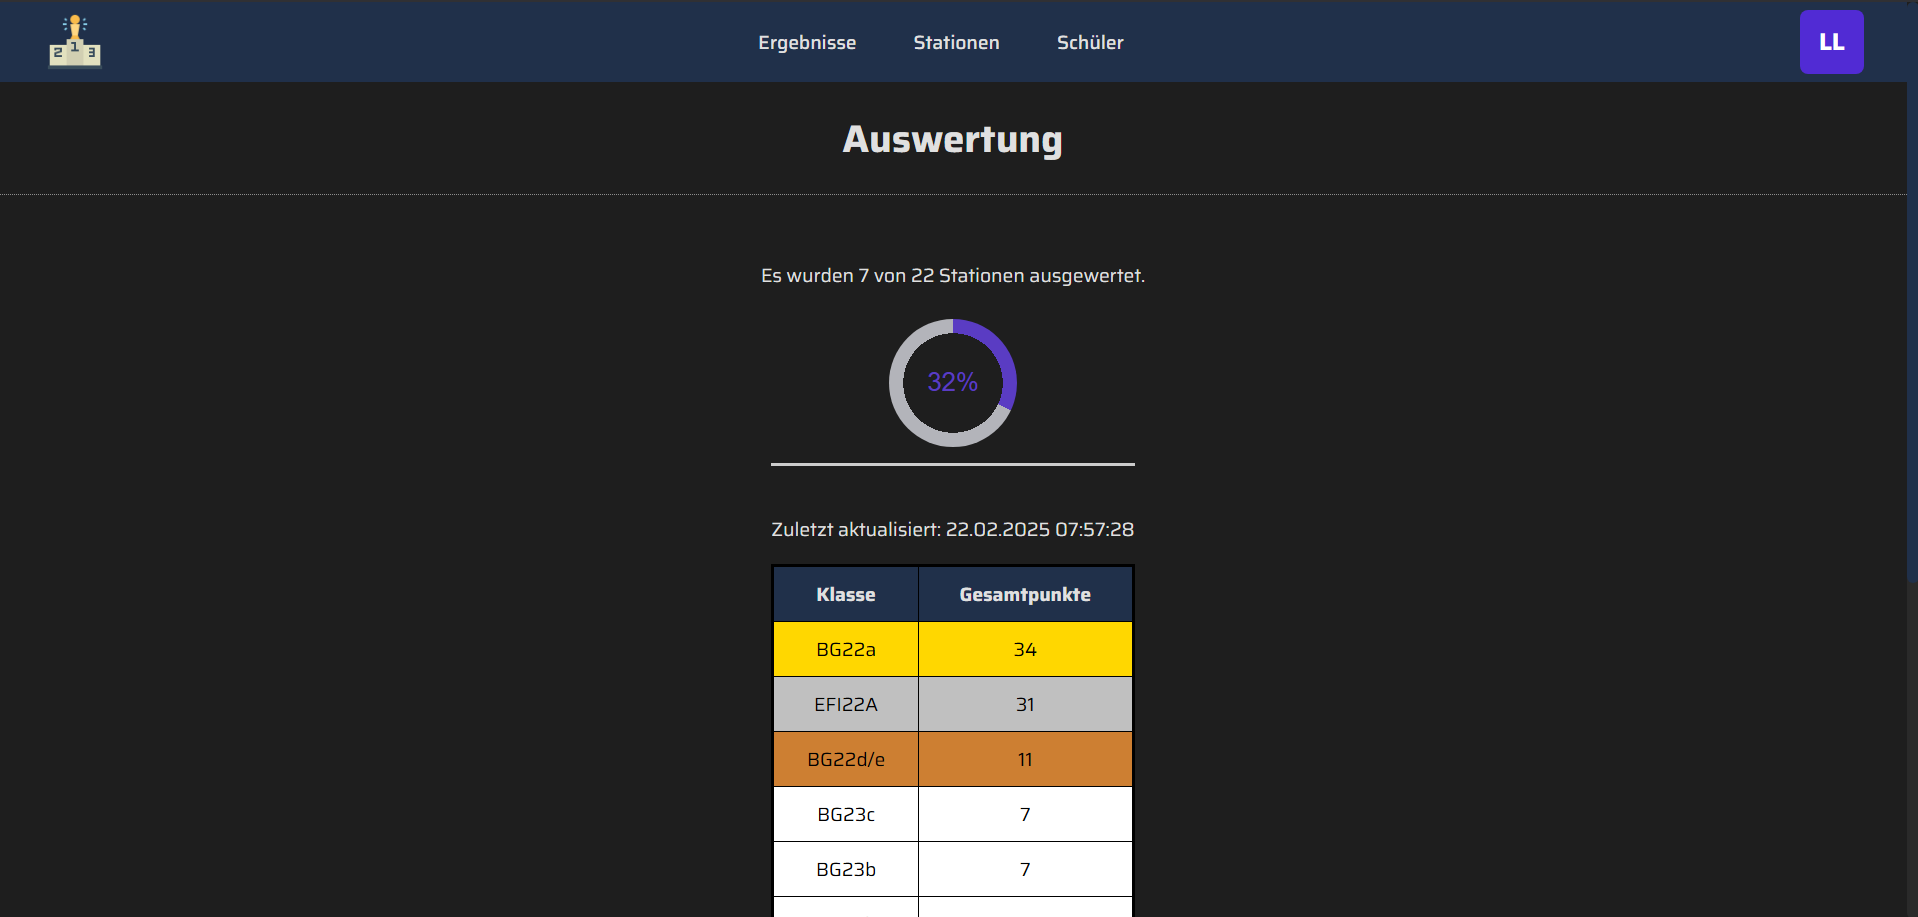 2 1 3
Ergebnisse Stationen Schüler
LL
Auswertung
Es wurden 7 von 22 Stationen ausgewertet.
32%
Zuletzt aktualisiert: 22.02.2025 07:57:28
Klasse Gesamtpunkte
BG22a 34
EFI22A 31
BG22d/e 11
BG23c 7
BG23b 7